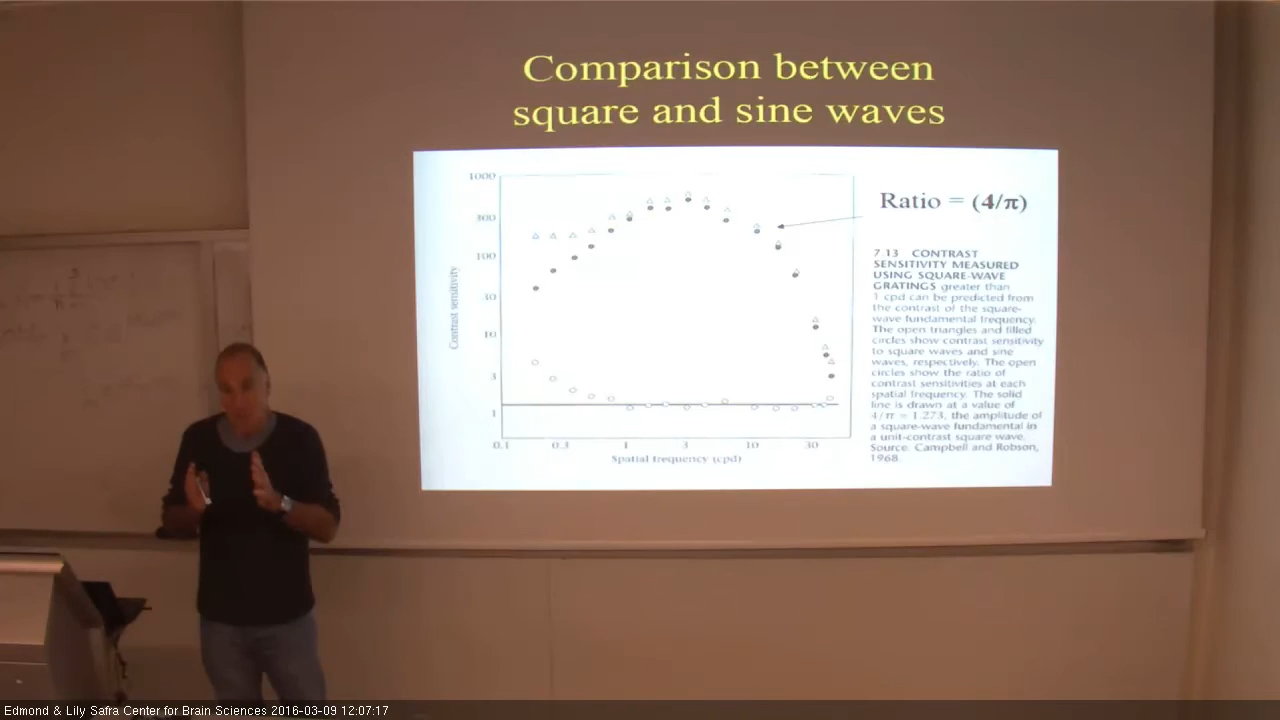 Comparison between
square and sine waves
Ratio = (4/π)
7.13 CONTRAST
SENSITIVITY MEASURED
USING SQUARE-WAVE
GRATINGS greater than
1 cpd can be predicted from
the contrast of the square-
wave fundamental frequency.
The open triangles and filled
circles show contrast sensitivity
to square waves and sine
waves, respectively. The open
circles show the ratio of
contrast sensitivities at each
spatial frequency. The solid
line is drawn at a value of
4/π = 1.273, the amplitude of
a square-wave fundamental in
a unit-contrast square wave.
Source: Campbell and Robson,
1968.
Contrast sensitivity
1000
300
100
30
10
3
1
0.1 0.3 1 3 10 30
Spatial frequency (cpd)
Edmond & Lily Safra Center for Brain Sciences 2016-03-09 12:07:17